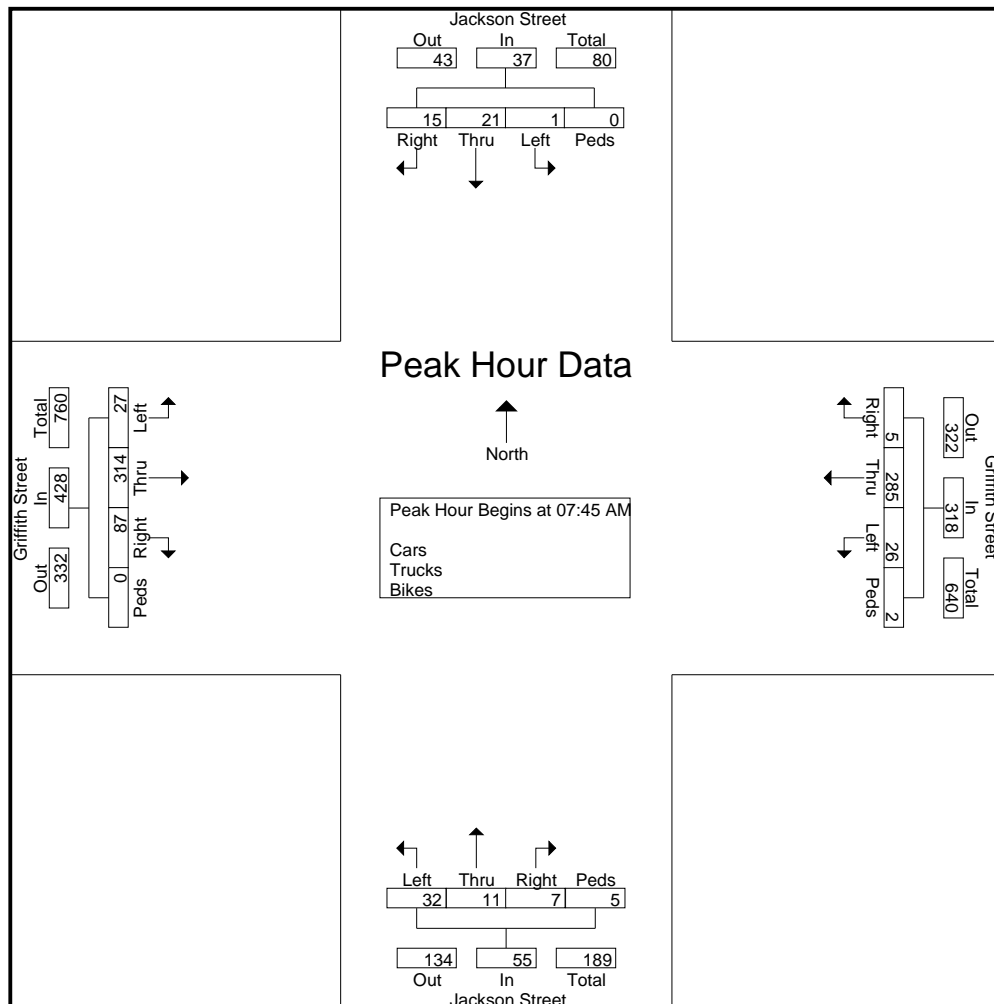 Jackson Street
Out In Total
43 37 80
15 21 1 0
Right Thru Left Peds
Peak Hour Data
North
Peak Hour Begins at 07:45 AM
Cars
Trucks
Bikes
Griffith Street
Out In Total
332 428 760
27 314 87 0
Left Thru Right Peds
Griffith Street
Out In Total
322 318 640
5 285 26 2
Right Thru Left Peds
Left Thru Right Peds
32 11 7 5
134 55 189
Out In Total
Jackson Street